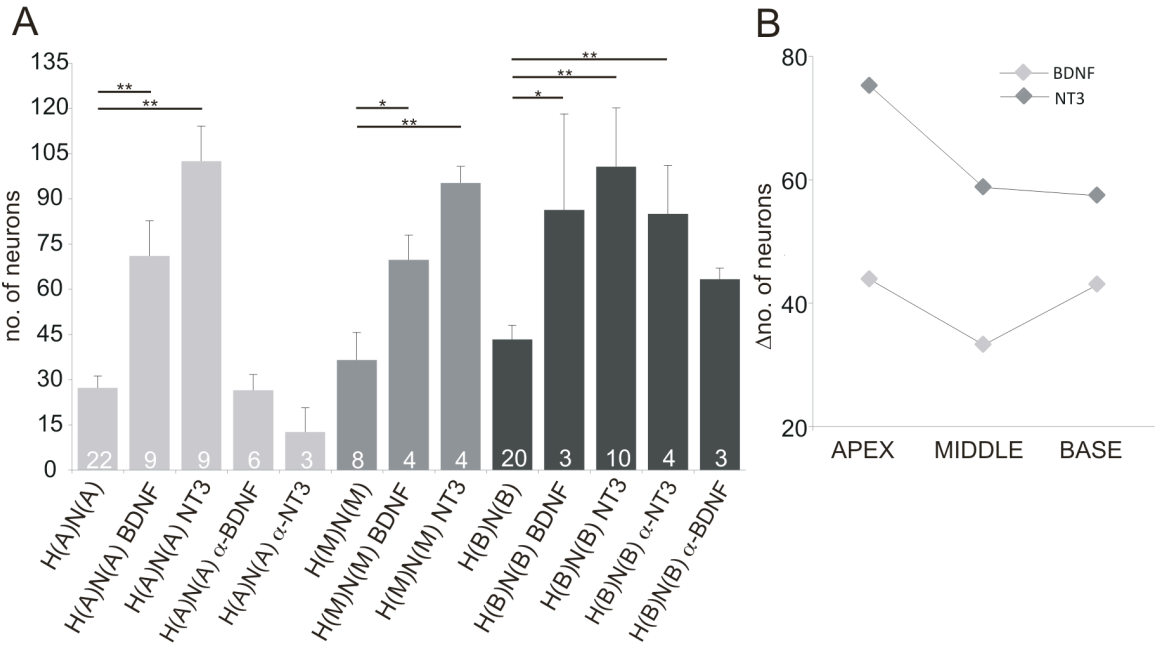 A
no. of neurons
135
120
105
90
75
60
45
30
15
0
**
**
*
**
**
**
*
22
9
9
6
3
8
4
4
20
3
10
4
3
H(A)N(A)
H(A)N(A) BDNF
H(A)N(A) NT3
H(A)N(A) α-BDNF
H(A)N(A) α-NT3
H(M)N(M)
H(M)N(M) BDNF
H(M)N(M) NT3
H(B)N(B)
H(B)N(B) BDNF
H(B)N(B) NT3
H(B)N(B) α-NT3
H(B)N(B) α-BDNF
B
Δno. of neurons
80
60
40
20
BDNF
NT3
APEX MIDDLE BASE